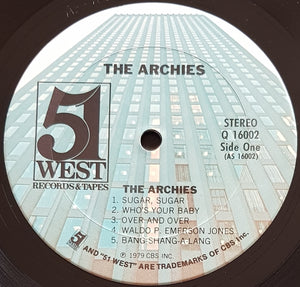 THE ARCHIES
51
WEST
RECORDS & TAPES
STEREO
Q 16002
Side One
(AS 16002)
THE ARCHIES
1. SUGAR, SUGAR
2. WHO'S YOUR BABY
3. OVER AND OVER
4. WALDO P. EMERSON JONES
5. BANG-SHANG-A-LANG
℗ 1979 CBS INC.
51 WEST AND "51 WEST" ARE TRADEMARKS OF CBS Inc.